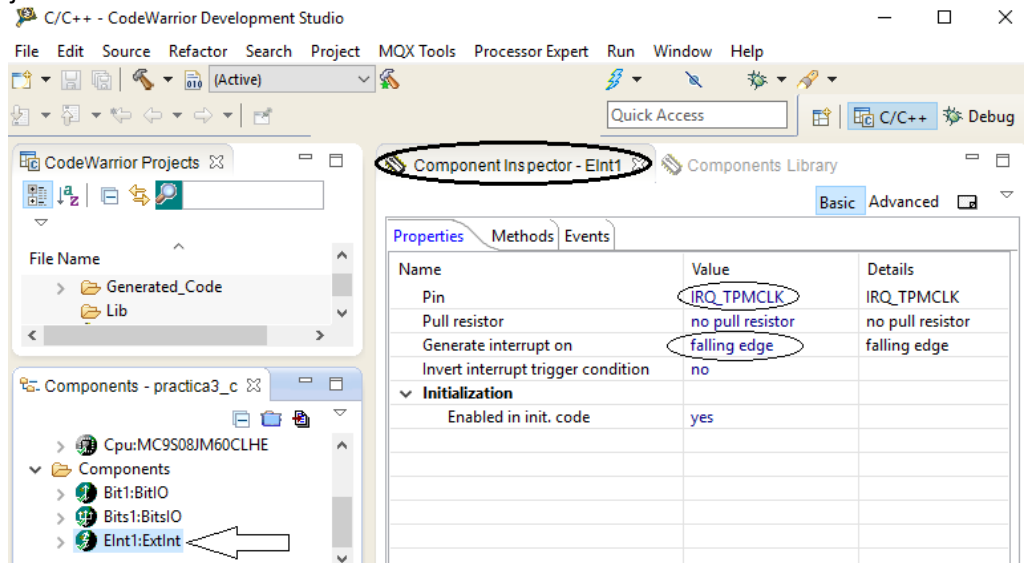 C/C++ - CodeWarrior Development Studio
File Edit Source Refactor Search Project MQX Tools Processor Expert Run Window Help
010 (Active)
Quick Access
C/C++ Debug
CodeWarrior Projects
Component Inspector - EInt1
Components Library
a z
Basic Advanced
File Name
Generated_Code
Lib
Properties Methods Events
Name Value Details
Pin IRQ_TPMCLK IRQ_TPMCLK
Pull resistor no pull resistor no pull resistor
Generate interrupt on falling edge falling edge
Invert interrupt trigger condition no
Initialization
Enabled in init. code yes
Components - practica3_c
Cpu:MC9S08JM60CLHE
Components
Bit1:BitIO
Bits1:BitsIO
EInt1:ExtInt